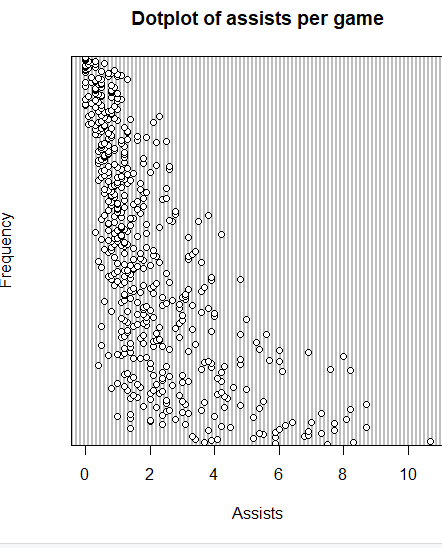 Dotplot of assists per game
Frequency
0 2 4 6 8 10
Assists